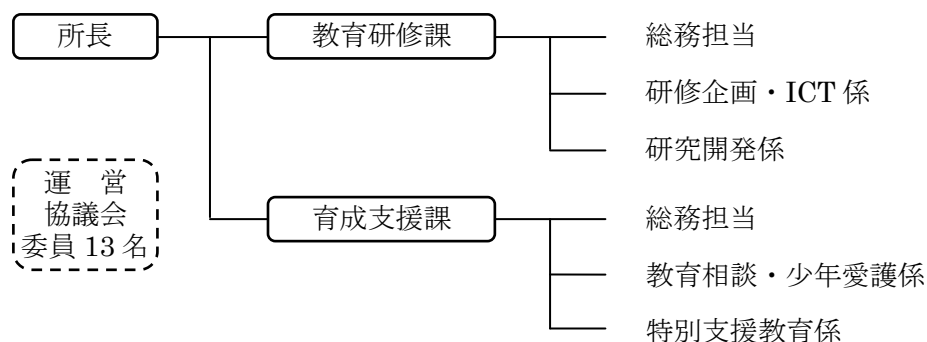 所長
教育研修課
総務担当
研修企画・ICT 係
研究開発係
運 営
協議会
委員 13 名
育成支援課
総務担当
教育相談・少年愛護係
特別支援教育係